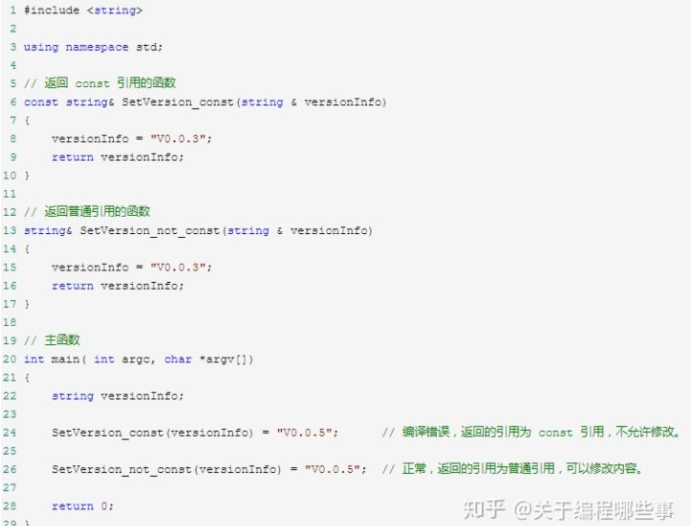 1 #include <string>
2
3 using namespace std;
4
5 // 返回 const 引用的函数
6 const string& SetVersion_const(string & versionInfo)
7 {
8     versionInfo = "V0.0.3";
9     return versionInfo;
10 }
11
12 // 返回普通引用的函数
13 string& SetVersion_not_const(string & versionInfo)
14 {
15     versionInfo = "V0.0.3";
16     return versionInfo;
17 }
18
19 // 主函数
20 int main( int argc, char *argv[])
21 {
22     string versionInfo;
23
24     SetVersion_const(versionInfo) = "V0.0.5";      // 编译错误，返回的引用为 const 引用，不允许修改。
25
26     SetVersion_not_const(versionInfo) = "V0.0.5";  // 正常，返回的引用为普通引用，可以修改内容。
27
28     return 0;
29 }
知乎 @关于编程哪些事